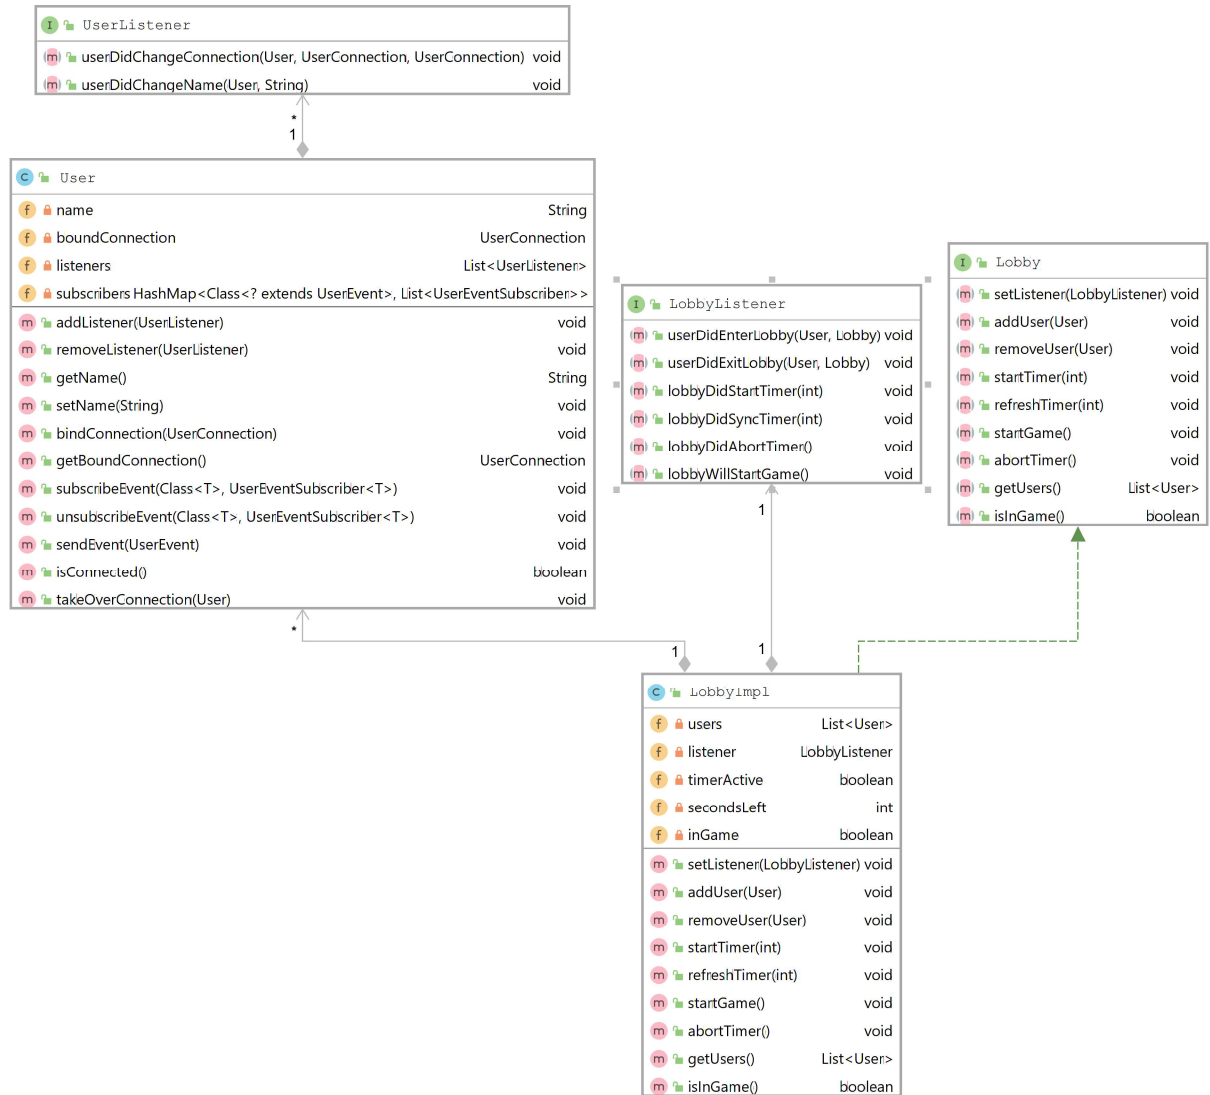 I UserListener
m userDidChangeConnection(User, UserConnection, UserConnection) void
m userDidChangeName(User, String) void
*
1
C User
f name String
f boundConnection UserConnection
f listeners List<UserListener>
f subscribers HashMap<Class<? extends UserEvent>, List<UserEventSubscriber>>
m addListener(UserListener) void
m removeListener(UserListener) void
m getName() String
m setName(String) void
m bindConnection(UserConnection) void
m getBoundConnection() UserConnection
m subscribeEvent(Class<T>, UserEventSubscriber<T>) void
m unsubscribeEvent(Class<T>, UserEventSubscriber<T>) void
m sendEvent(UserEvent) void
m isConnected() boolean
m takeOverConnection(User) void
*
1
I LobbyListener
m userDidEnterLobby(User, Lobby) void
m userDidExitLobby(User, Lobby) void
m lobbyDidStartTimer(int) void
m lobbyDidSyncTimer(int) void
m lobbyDidAbortTimer() void
m lobbyWillStartGame() void
1
1
I Lobby
m setListener(LobbyListener) void
m addUser(User) void
m removeUser(User) void
m startTimer(int) void
m refreshTimer(int) void
m startGame() void
m abortTimer() void
m getUsers() List<User>
m isInGame() boolean
C LobbyImpl
f users List<User>
f listener LobbyListener
f timerActive boolean
f secondsLeft int
f inGame boolean
m setListener(LobbyListener) void
m addUser(User) void
m removeUser(User) void
m startTimer(int) void
m refreshTimer(int) void
m startGame() void
m abortTimer() void
m getUsers() List<User>
m isInGame() boolean